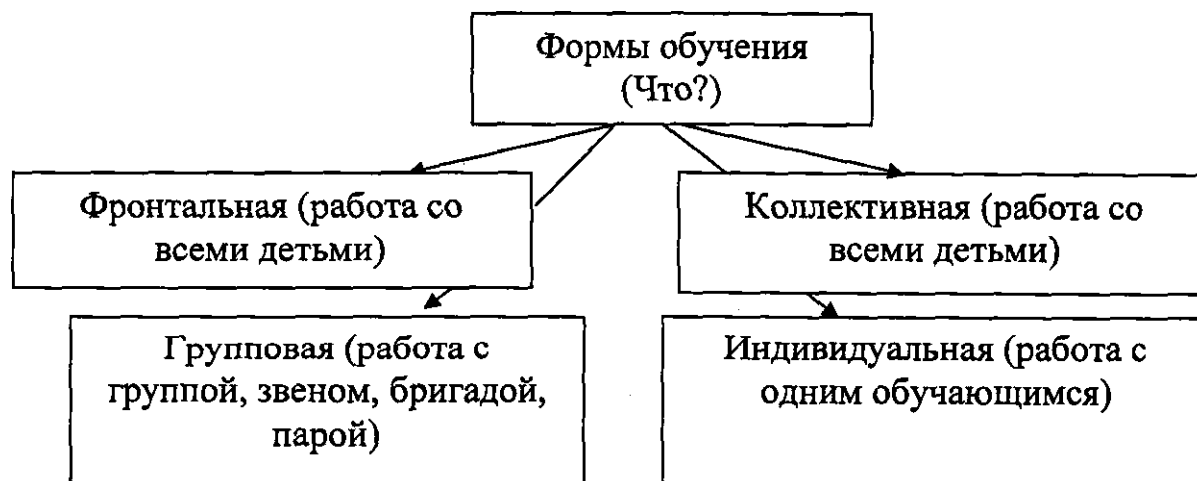 Формы обучения
(Что?)
Фронтальная (работа со
всеми детьми)
Коллективная (работа со
всеми детьми)
Групповая (работа с
группой, звеном, бригадой,
парой)
Индивидуальная (работа с
одним обучающимся)